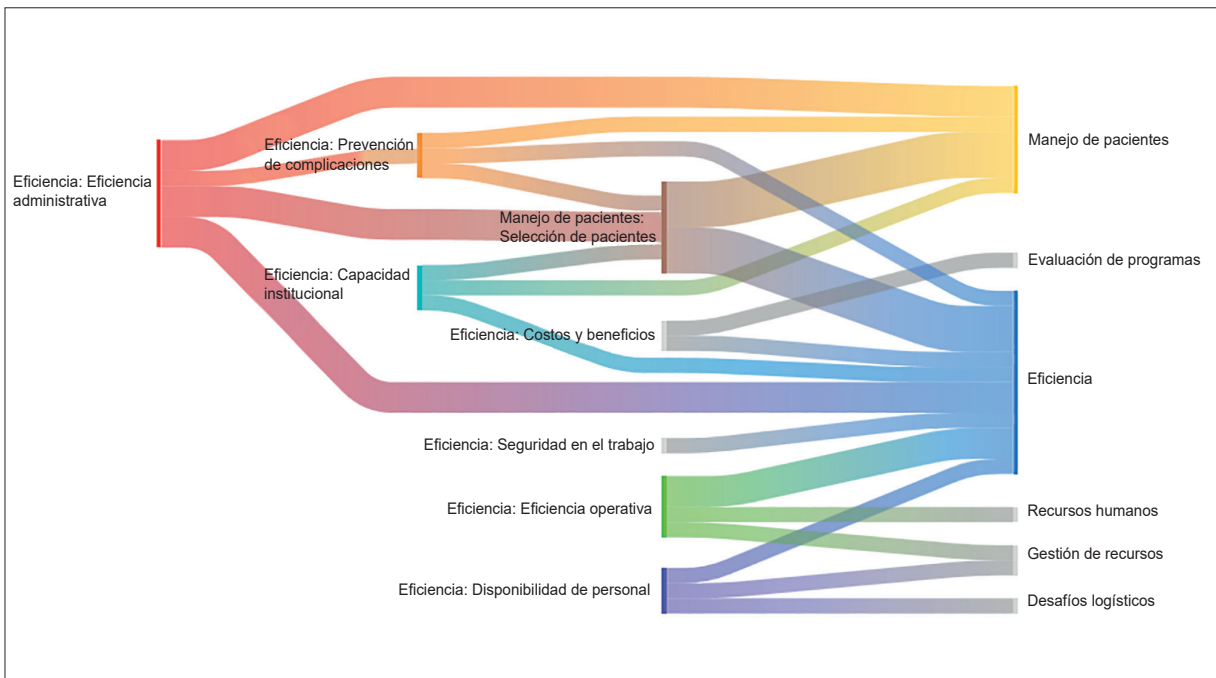 Eficiencia: Eficiencia
administrativa
Eficiencia: Prevención
de complicaciones
Eficiencia: Capacidad
institucional
Manejo de pacientes:
Selección de pacientes
Eficiencia: Costos y beneficios
Eficiencia: Seguridad en el trabajo
Eficiencia: Eficiencia operativa
Eficiencia: Disponibilidad de personal
Manejo de pacientes
Evaluación de programas
Eficiencia
Recursos humanos
Gestión de recursos
Desafíos logísticos